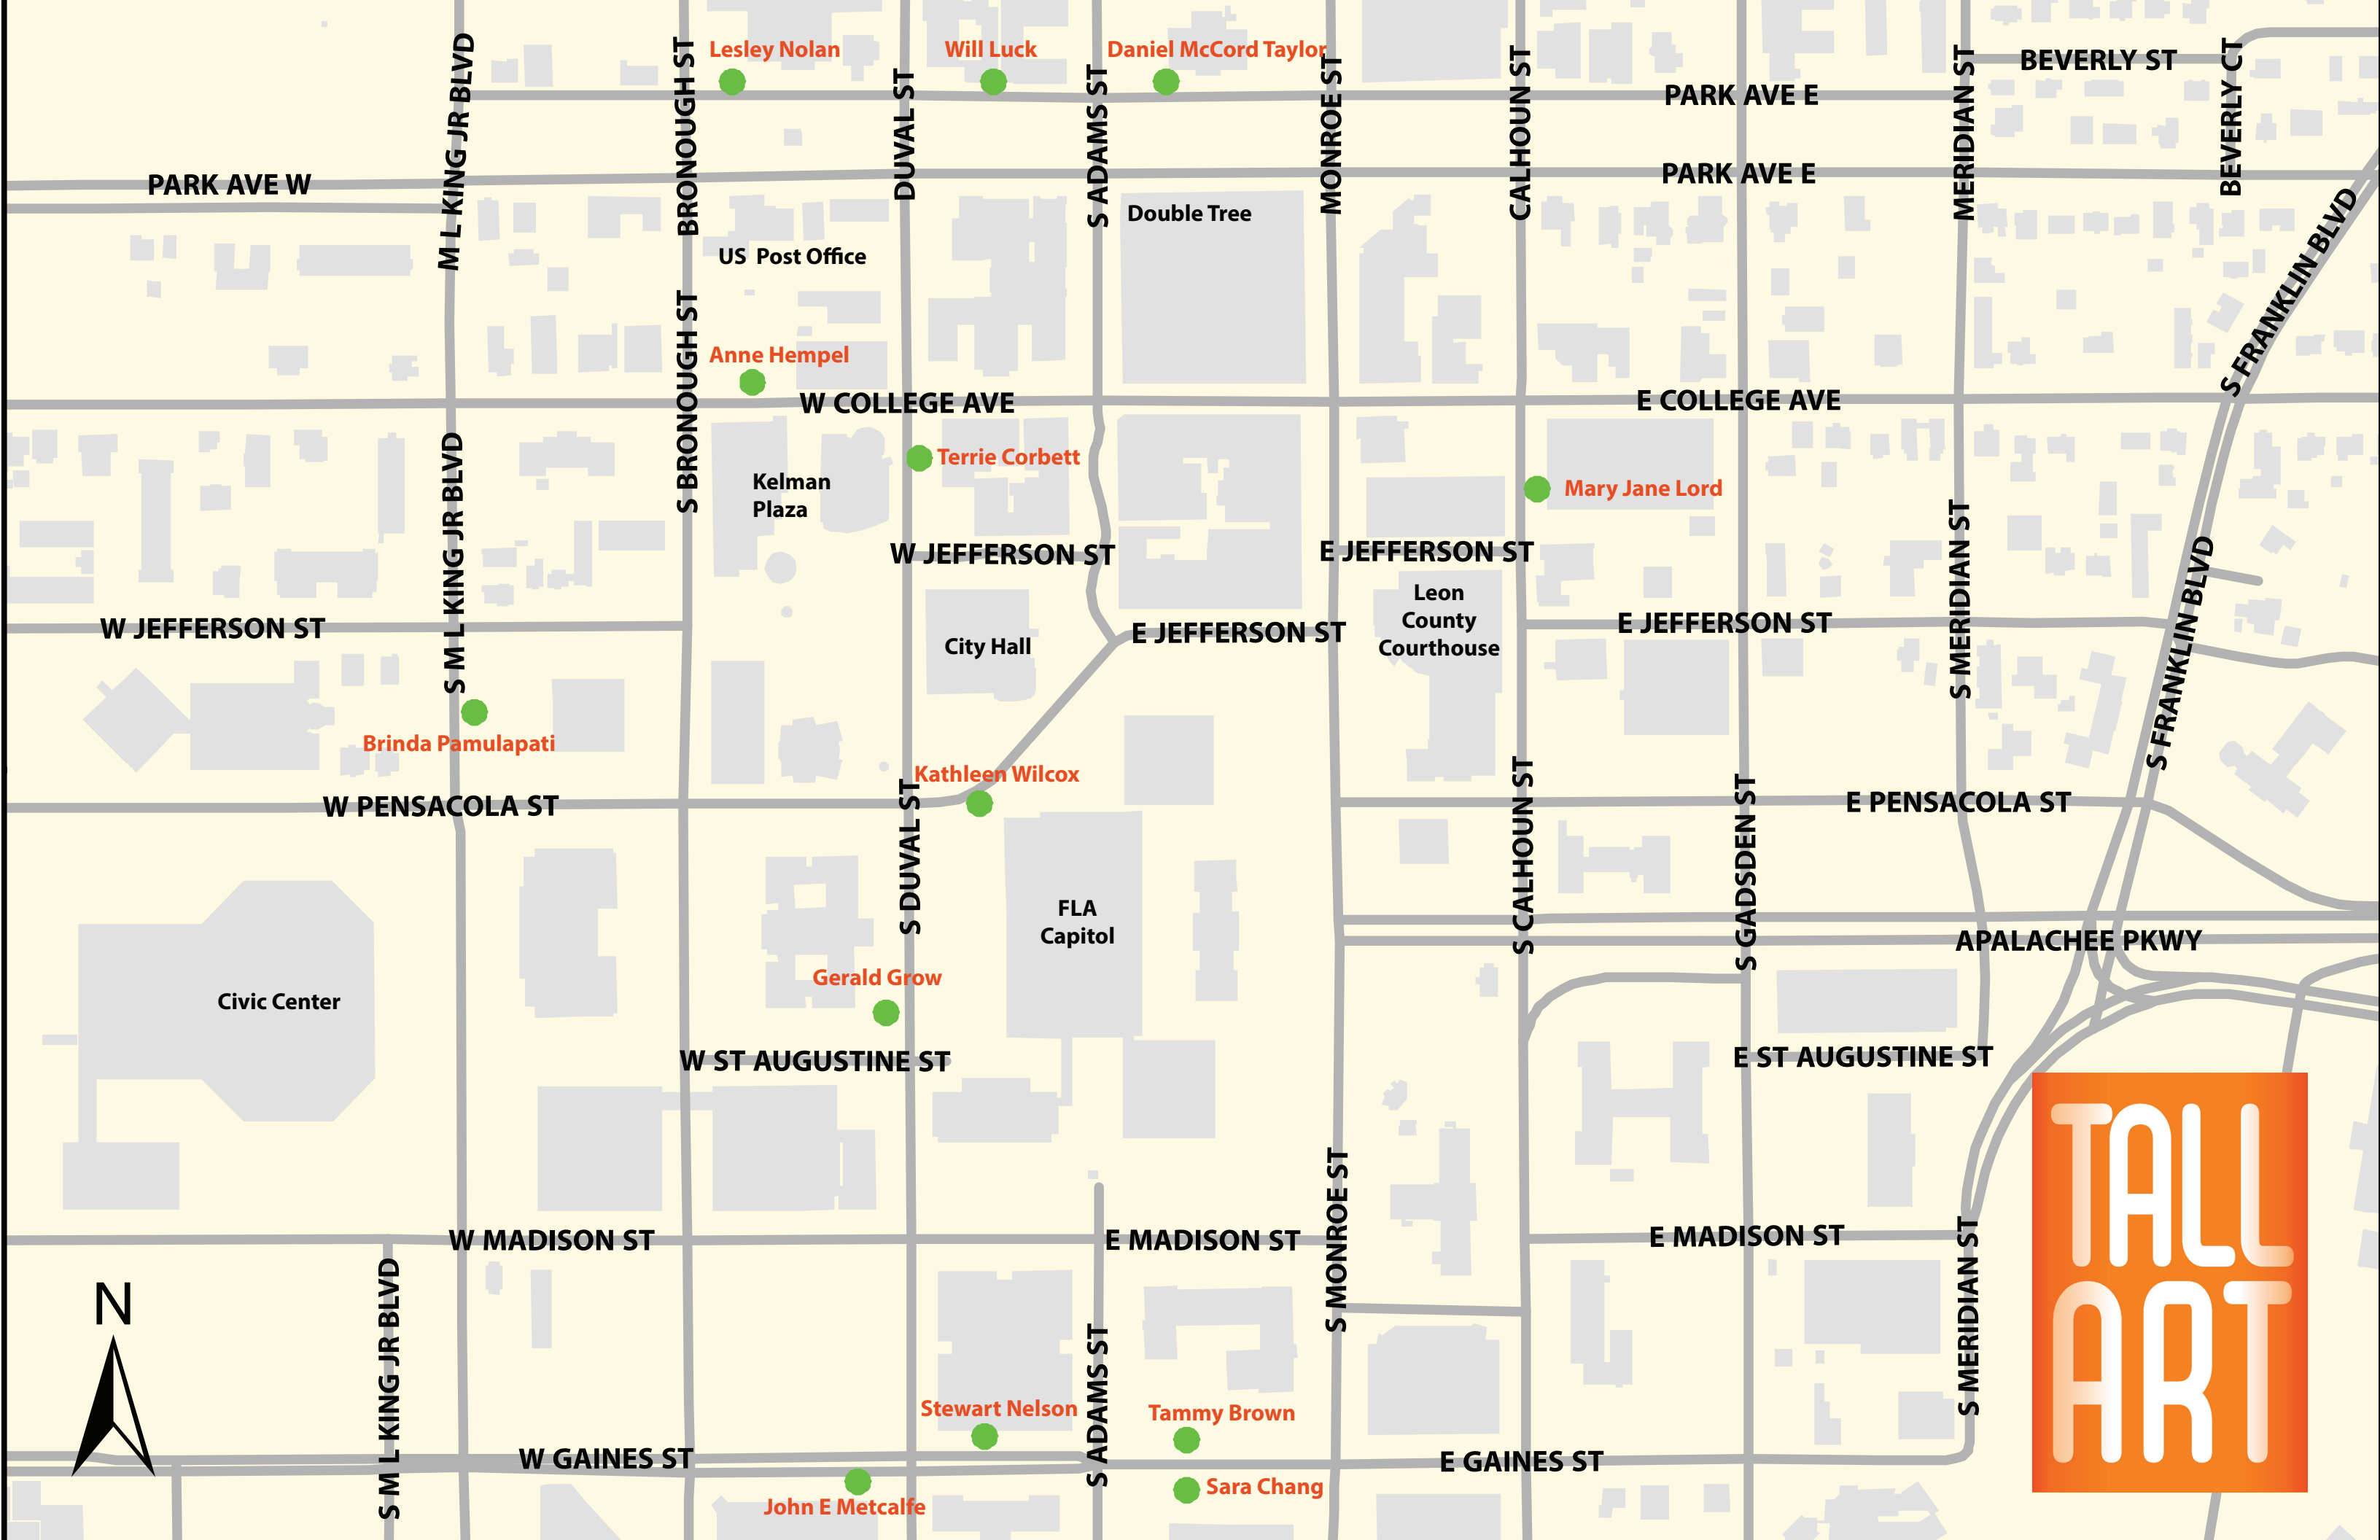 Lesley Nolan
Will Luck
Daniel McCord Taylor
BEVERLY ST
PARK AVE E
M L KING JR BLVD
BRONOUGH ST
DUVAL ST
S ADAMS ST
MONROE ST
CALHOUN ST
MERIDIAN ST
BEVERLY CT
PARK AVE W
PARK AVE E
Double Tree
US Post Office
S FRANKLIN BLVD
Anne Hempel
S BRONOUGH ST
W COLLEGE AVE
E COLLEGE AVE
Terrie Corbett
Kelman
Plaza
Mary Jane Lord
S M L KING JR BLVD
W JEFFERSON ST
E JEFFERSON ST
S MERIDIAN ST
Leon
County
Courthouse
W JEFFERSON ST
E JEFFERSON ST
E JEFFERSON ST
City Hall
S FRANKLIN BLVD
Brinda Pamulapati
Kathleen Wilcox
W PENSACOLA ST
E PENSACOLA ST
S DUVAL ST
S CALHOUN ST
S GADSDEN ST
FLA
Capitol
APALACHEE PKWY
Gerald Grow
Civic Center
W ST AUGUSTINE ST
E ST AUGUSTINE ST
TALL
ART
W MADISON ST
E MADISON ST
E MADISON ST
S MONROE ST
S MERIDIAN ST
N
S M L KING JR BLVD
S ADAMS ST
Stewart Nelson
Tammy Brown
W GAINES ST
E GAINES ST
Sara Chang
John E Metcalfe